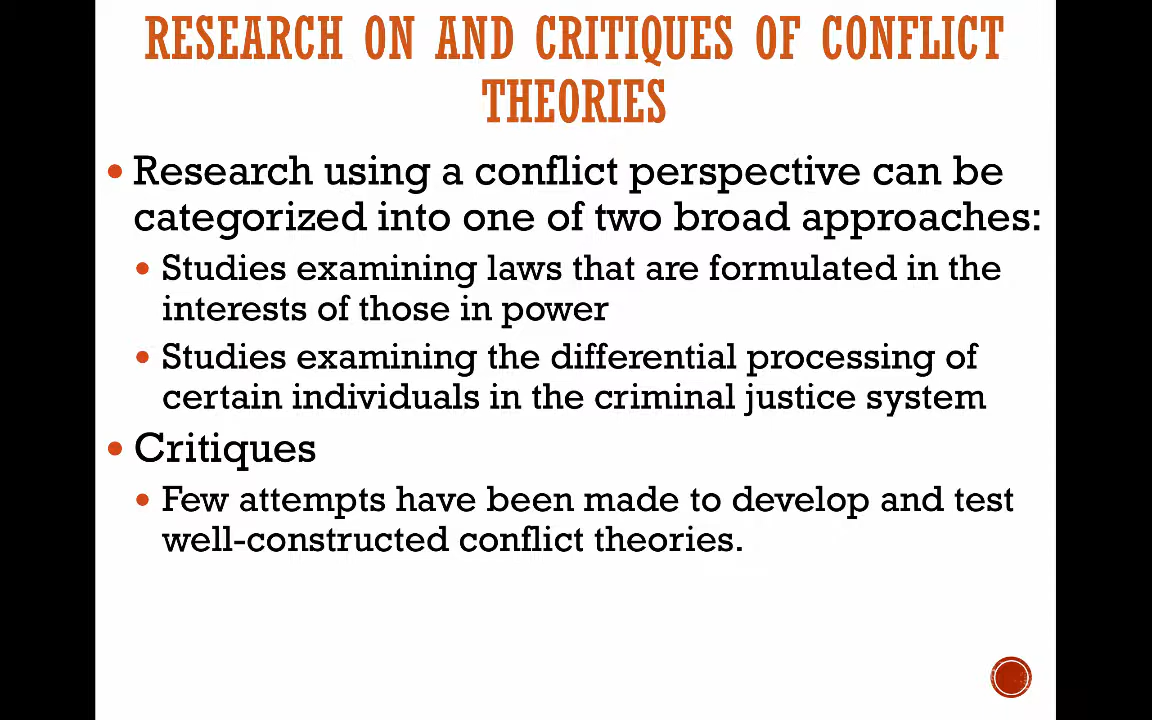 RESEARCH ON AND CRITIQUES OF CONFLICT
THEORIES
• Research using a conflict perspective can be
categorized into one of two broad approaches:
• Studies examining laws that are formulated in the
interests of those in power
• Studies examining the differential processing of
certain individuals in the criminal justice system
• Critiques
• Few attempts have been made to develop and test
well-constructed conflict theories.